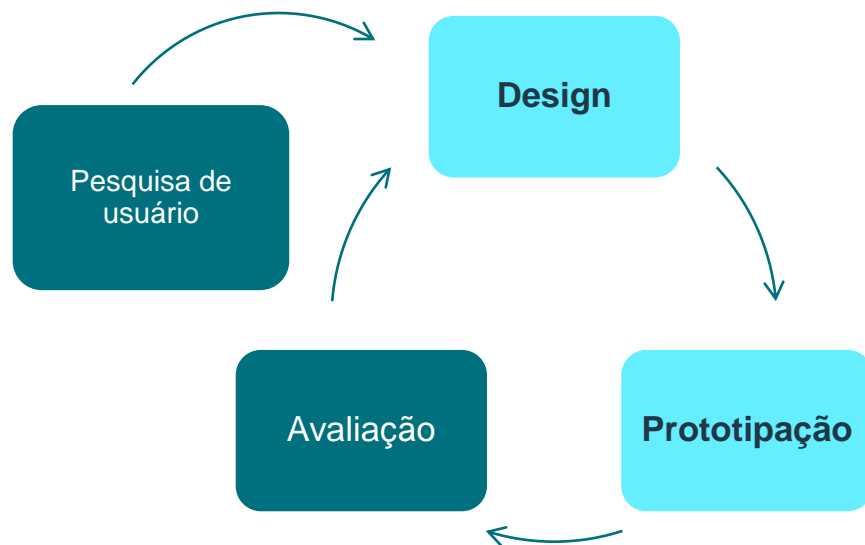 Design
Pesquisa de
usuário
Avaliação
Prototipação